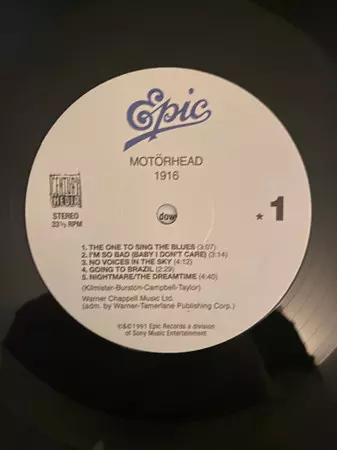 Epic
MOTÖRHEAD
1916
CENTURY
MEDIA
STEREO
33⅓ RPM
dow
* 1
1. THE ONE TO SING THE BLUES (3:07)
2. I'M SO BAD (BABY I DON'T CARE) (3:14)
3. NO VOICES IN THE SKY (4:12)
4. GOING TO BRAZIL (2:29)
5. NIGHTMARE/THE DREAMTIME (4:40)
(Kilmister-Burston-Campbell-Taylor)
Warner Chappell Music Ltd.
(adm. by Warner-Tamerlane Publishing Corp.)
©&℗1991 Epic Records a division
of Sony Music Entertainment